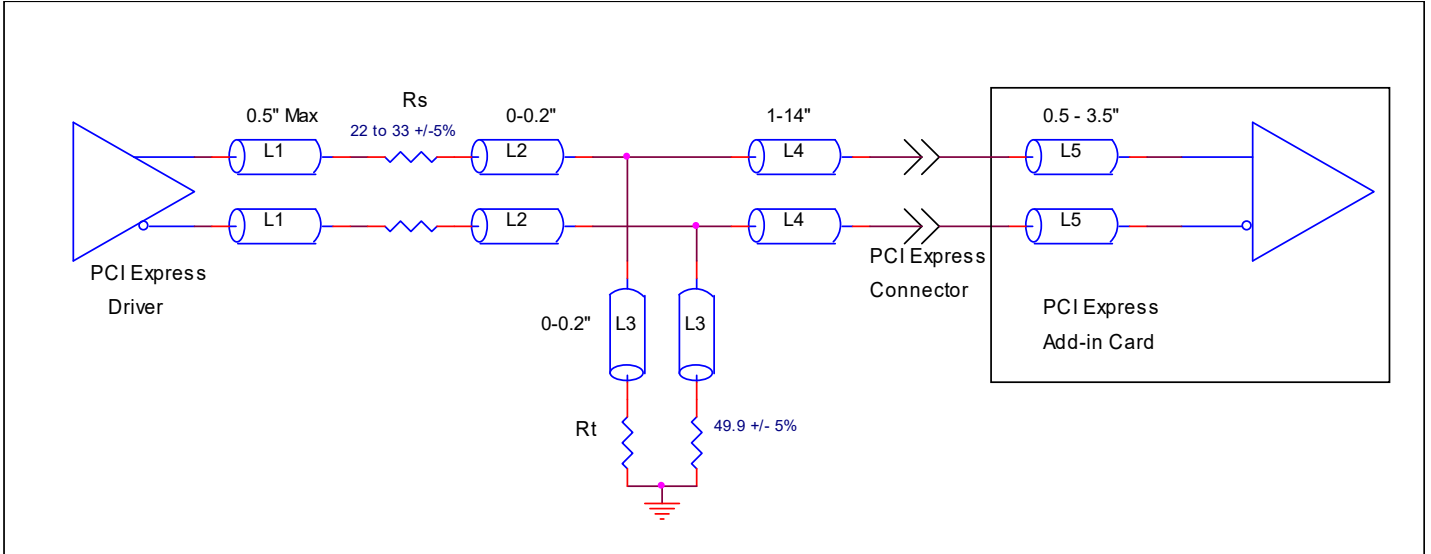 Rs
0.5" Max
22 to 33 +/-5%
0-0.2"
1-14"
0.5 - 3.5"
L1
L2
L4
L5
L1
L2
L4
L5
PCI Express
Driver
PCI Express
Connector
PCI Express
Add-in Card
0-0.2"
L3
L3
Rt
49.9 +/- 5%